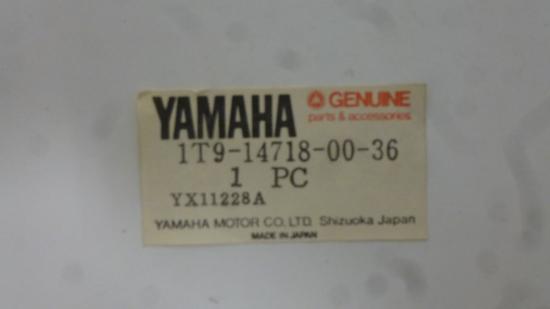 YAMAHA GENUINE
parts & accessories
1T9-14718-00-36
1 PC
YX11228A
YAMAHA MOTOR CO., LTD. Shizuoka Japan
MADE IN JAPAN